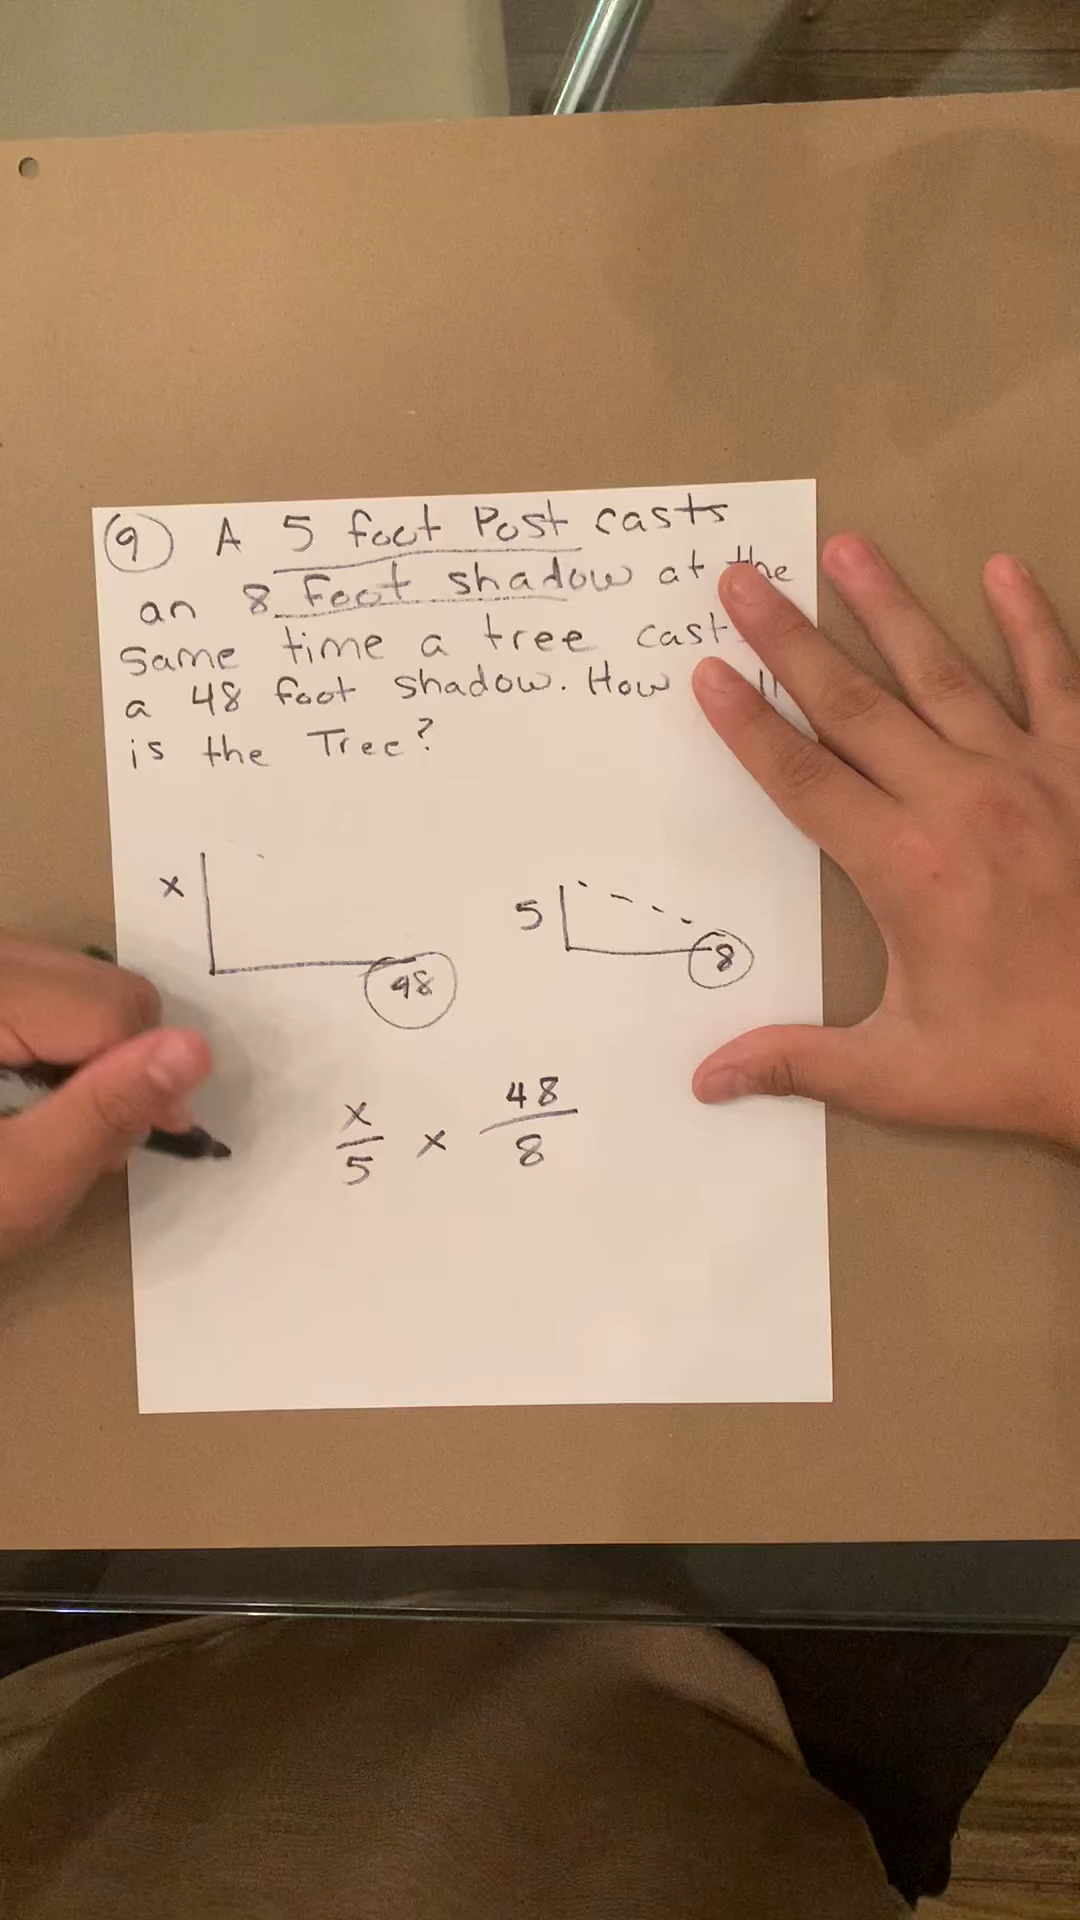 9 A 5 foot Post casts
an 8 Foot shadow at the
Same time a tree cast
a 48 foot shadow. How
is the Tree?
x 5
48 8
x/5 x 48/8